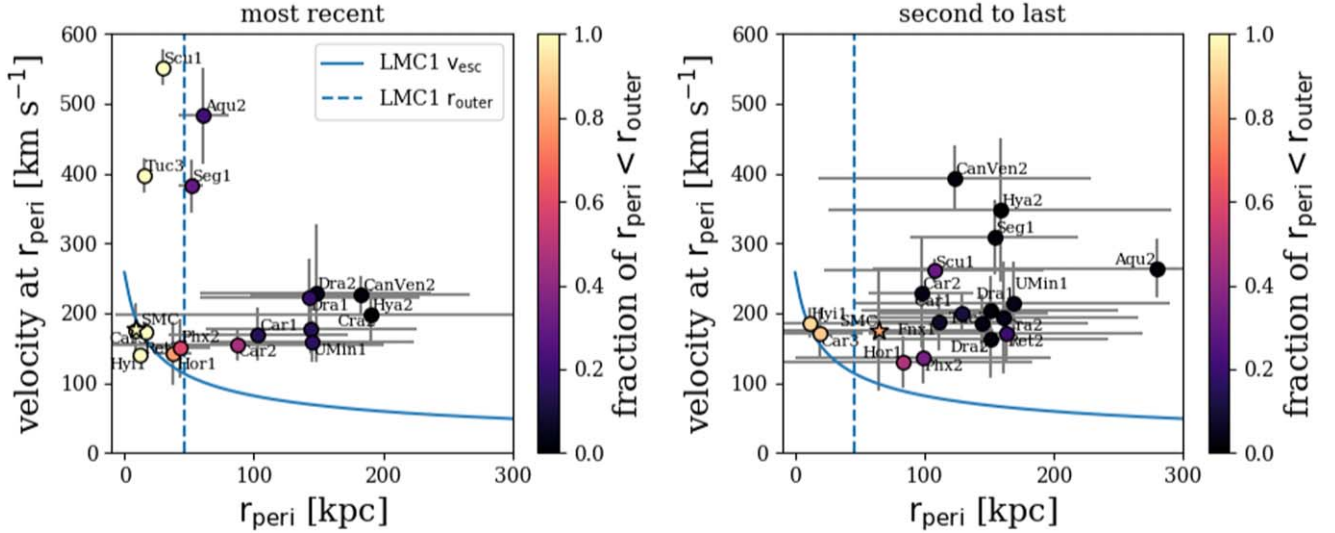 most recent
second to last
600
500
400
300
200
100
0
velocity at r_peri [km s⁻¹]
0
100
200
300
r_peri [kpc]
LMC1 v_esc
LMC1 r_outer
Scu1
Aqu2
Tuc3
Seg1
Dra2
CanVen2
Hya2
Cra2
Car1
UMin1
Car2
SMC
Phx2
Hor1
Hyi1
1.0
0.8
0.6
0.4
0.2
0.0
fraction of r_peri < r_outer
600
500
400
300
200
100
0
velocity at r_peri [km s⁻¹]
0
100
200
300
r_peri [kpc]
CanVen2
Hya2
Seg1
Aqu2
Scu1
Car2
UMin1
Dra1
Car1
Hyi1
SMC
Fnx1
Car3
Hor1
Dra2
Ret2
Phx2
1.0
0.8
0.6
0.4
0.2
0.0
fraction of r_peri < r_outer